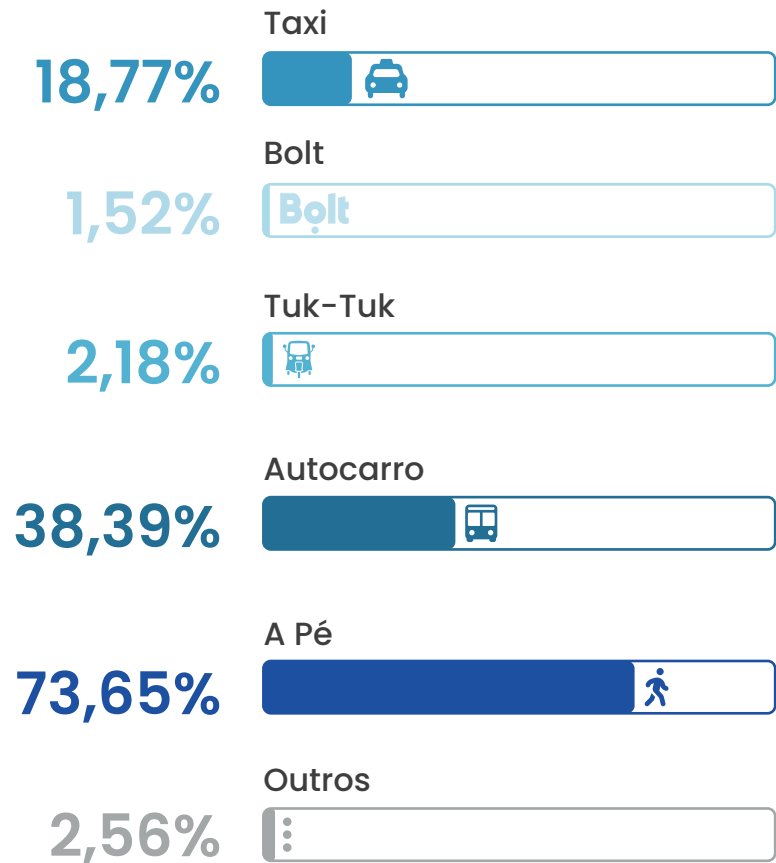 Taxi
18,77%
Bolt
1,52%
Bolt
Tuk-Tuk
2,18%
Autocarro
38,39%
A Pé
73,65%
Outros
2,56%